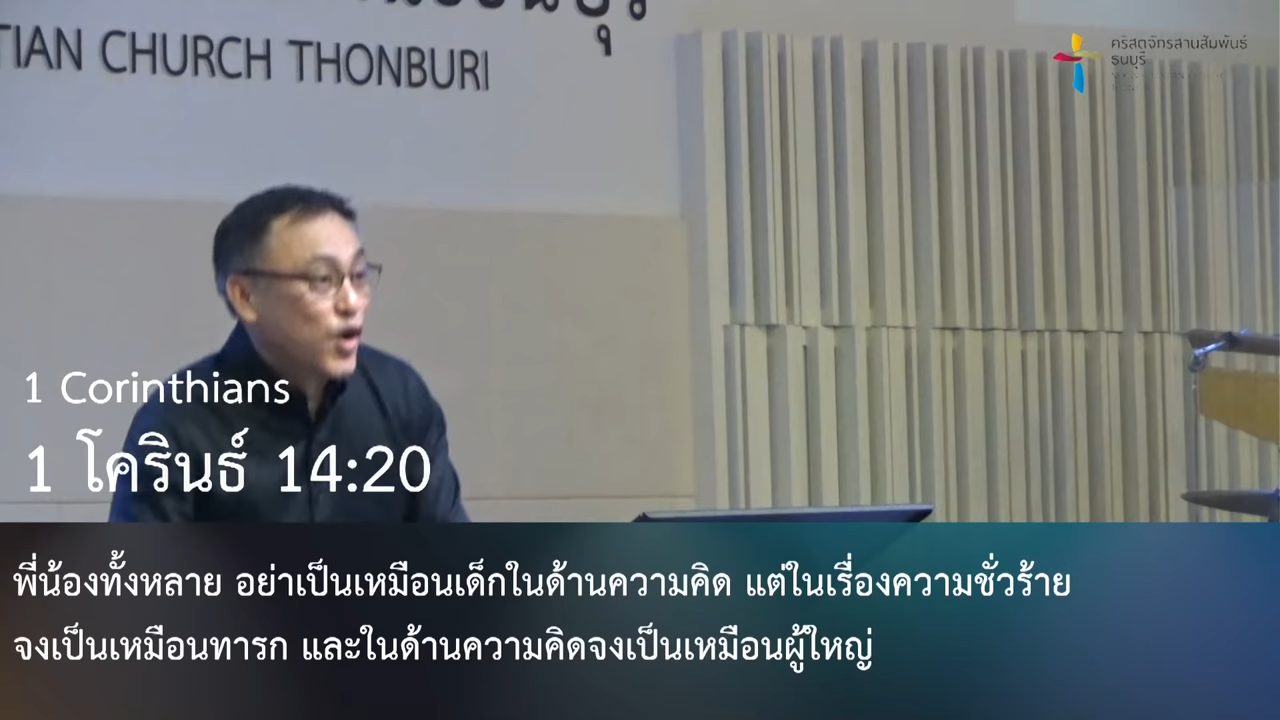 TIAN CHURCH THONBURI
คริสตจักรสานสัมพันธ์
ธนบุรี
1 Corinthians
1 โครินธ์ 14:20
พี่น้องทั้งหลาย อย่าเป็นเหมือนเด็กในด้านความคิด แต่ในเรื่องความชั่วร้าย
จงเป็นเหมือนทารก และในด้านความคิดจงเป็นเหมือนผู้ใหญ่